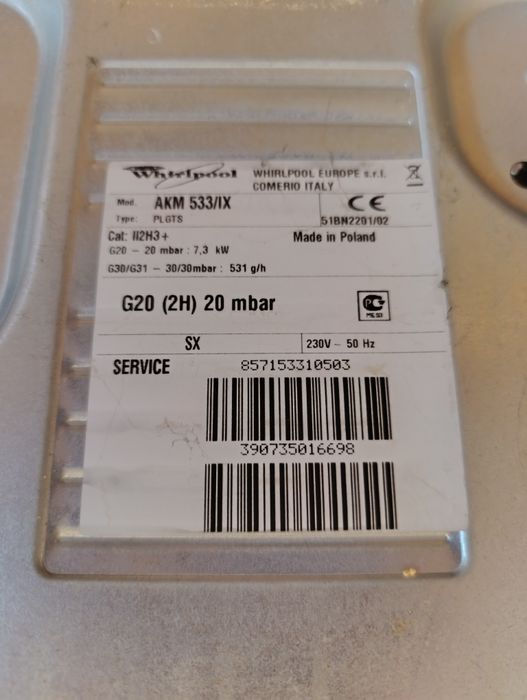 Whirlpool WHIRLPOOL EUROPE s.r.l.
COMERIO ITALY
Mod. AKM 533/IX CE
Type: PLGTS 51BN2201/02
Cat: II2H3+ Made in Poland
G20 - 20 mbar : 7,3 kW
G30/G31 - 30/30mbar : 531 g/h
G20 (2H) 20 mbar
SX 230V ~ 50 Hz
SERVICE 857153310503
390735016698